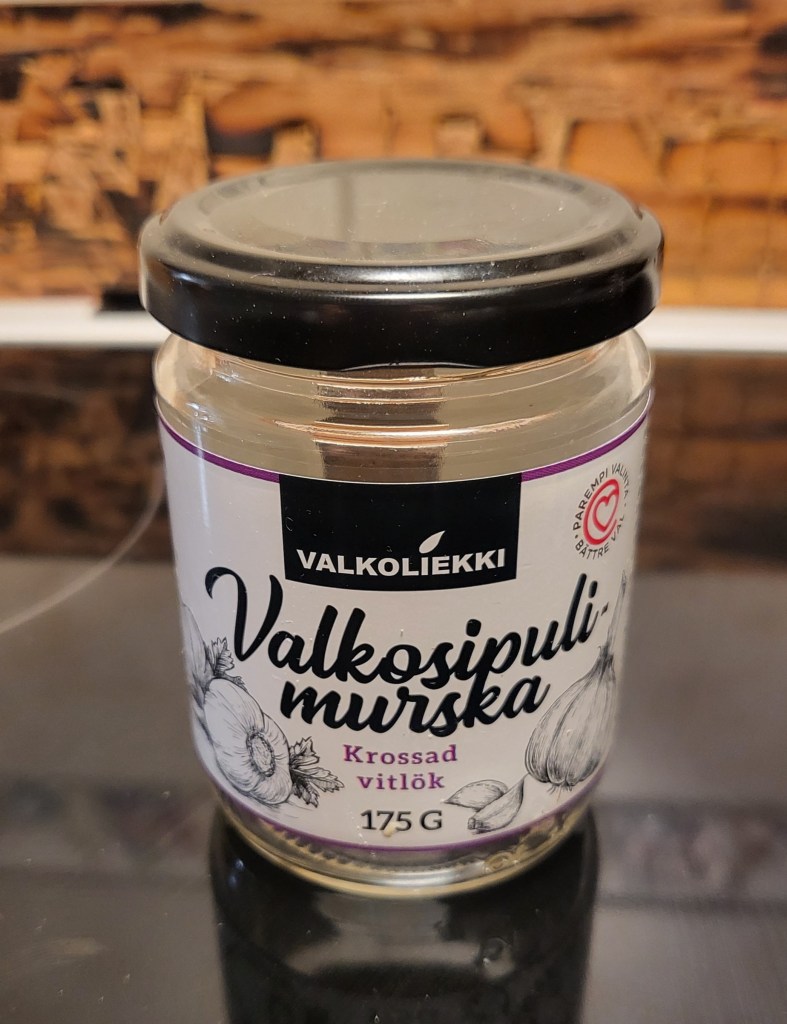 PAREMPI VALINTA
BÄTTRE VAL
VALKOLIEKKI
Valkosipuli-
murska
Krossad
vitlök
175 G